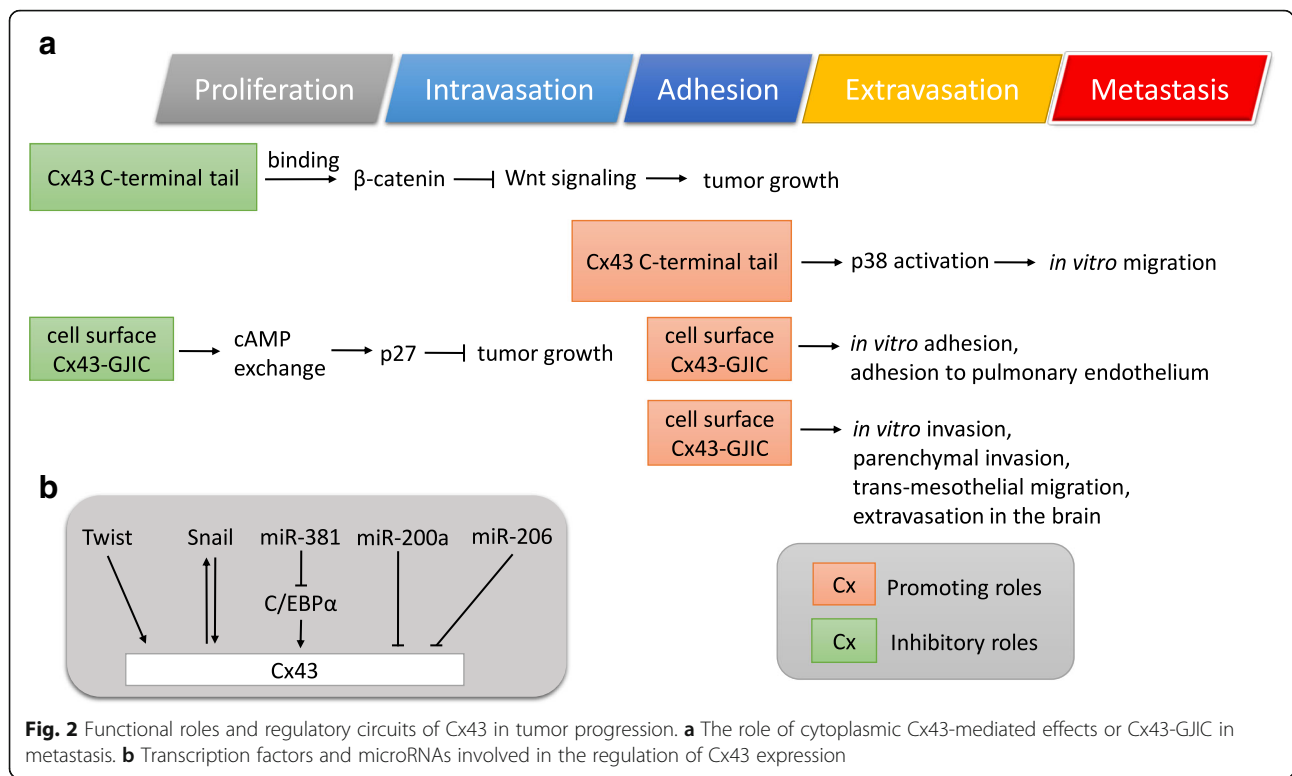 a
Proliferation
Intravasation
Adhesion
Extravasation
Metastasis
Cx43 C-terminal tail
binding
β-catenin
Wnt signaling
tumor growth
Cx43 C-terminal tail
p38 activation
in vitro migration
cell surface
Cx43-GJIC
cAMP
exchange
p27
tumor growth
cell surface
Cx43-GJIC
in vitro adhesion,
adhesion to pulmonary endothelium
cell surface
Cx43-GJIC
in vitro invasion,
parenchymal invasion,
trans-mesothelial migration,
extravasation in the brain
b
Twist
Snail
miR-381
miR-200a
miR-206
C/EBPα
Cx43
Cx
Promoting roles
Cx
Inhibitory roles
Fig. 2 Functional roles and regulatory circuits of Cx43 in tumor progression. a The role of cytoplasmic Cx43-mediated effects or Cx43-GJIC in
metastasis. b Transcription factors and microRNAs involved in the regulation of Cx43 expression